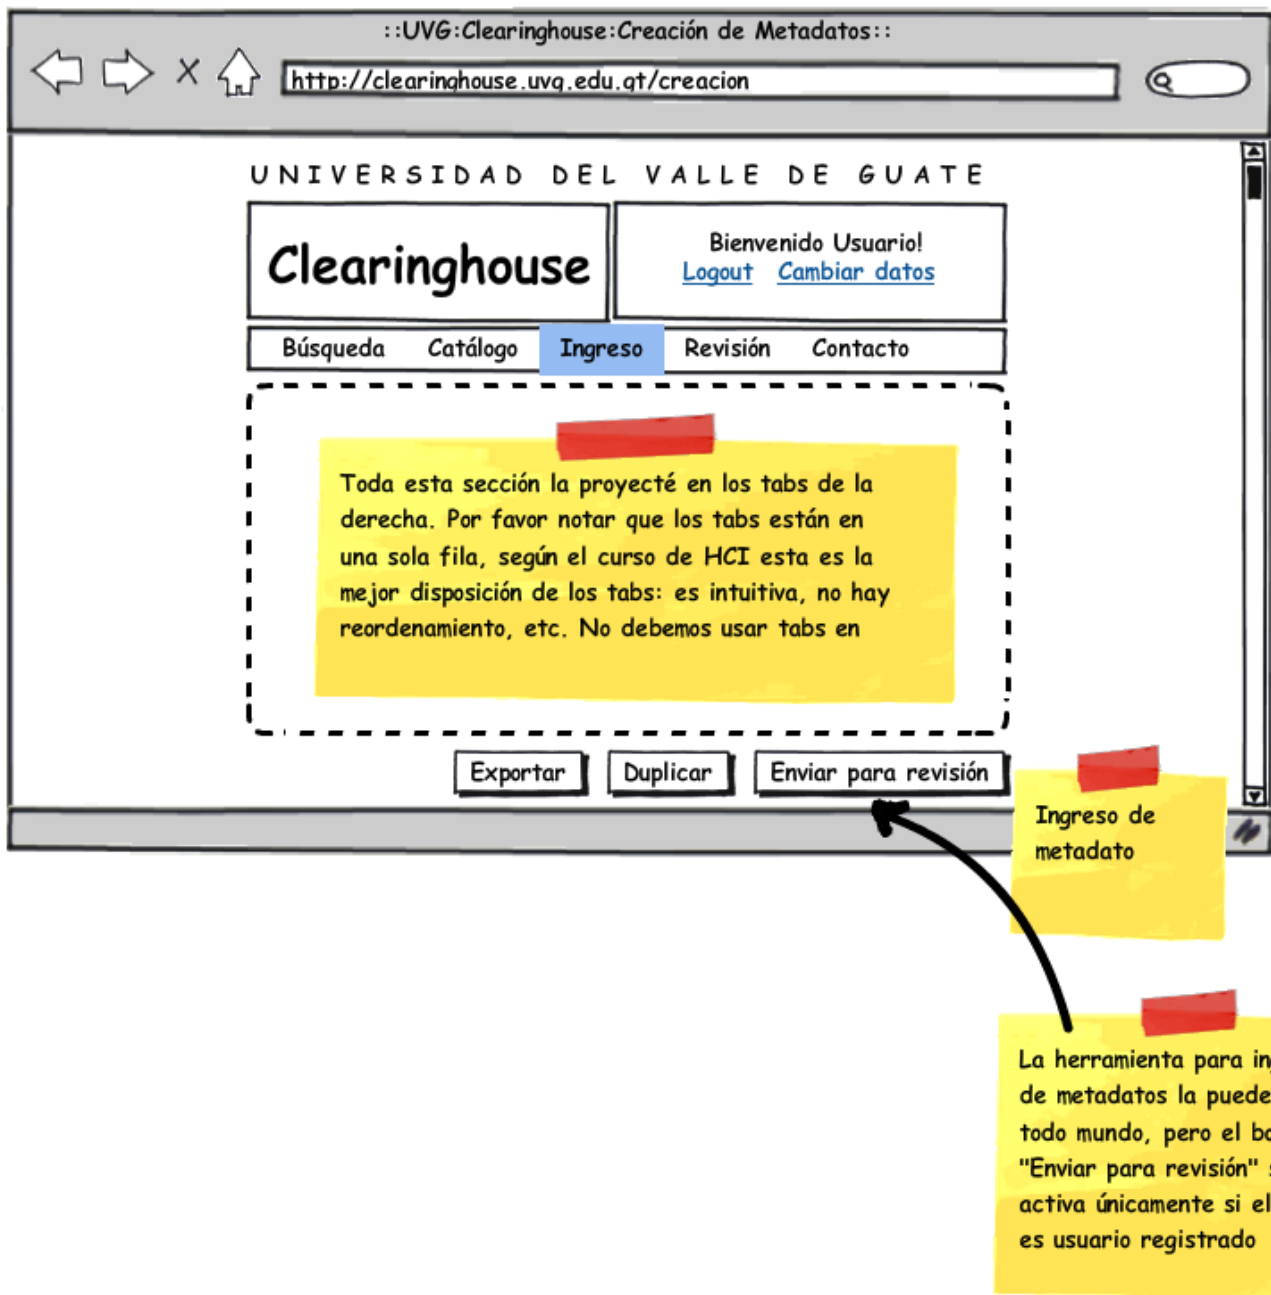 ::UVG:Clearinghouse:Creación de Metadatos::
http://clearinghouse.uvg.edu.gt/creacion
UNIVERSIDAD DEL VALLE DE GUATE
Clearinghouse
Bienvenido Usuario!
Logout Cambiar datos
Búsqueda Catálogo Ingreso Revisión Contacto
Toda esta sección la proyecté en los tabs de la
derecha. Por favor notar que los tabs están en
una sola fila, según el curso de HCI esta es la
mejor disposición de los tabs: es intuitiva, no hay
reordenamiento, etc. No debemos usar tabs en
Exportar Duplicar Enviar para revisión
Ingreso de
metadato
La herramienta para
de metadatos la puede
todo mundo, pero el
"Enviar para revisión"
activa únicamente si el
es usuario registrado